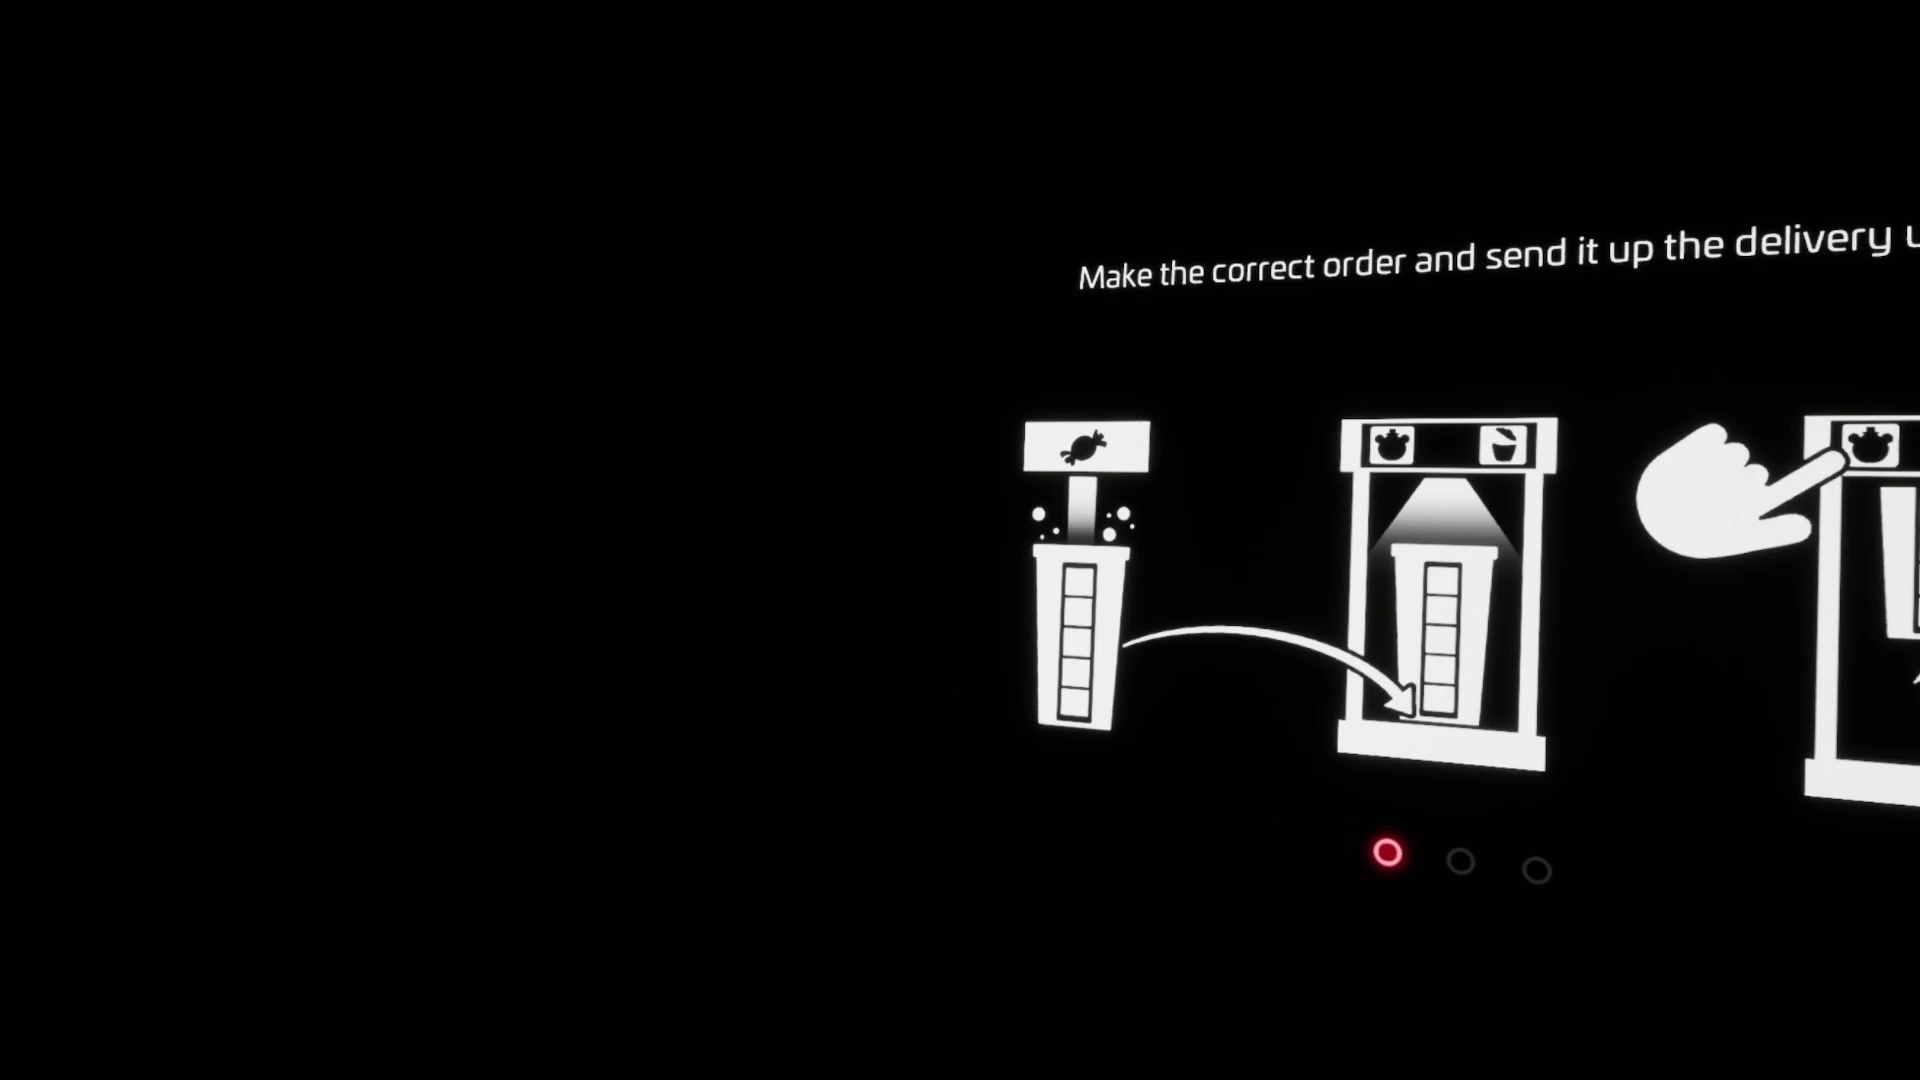 Make the correct order and send it up the delivery